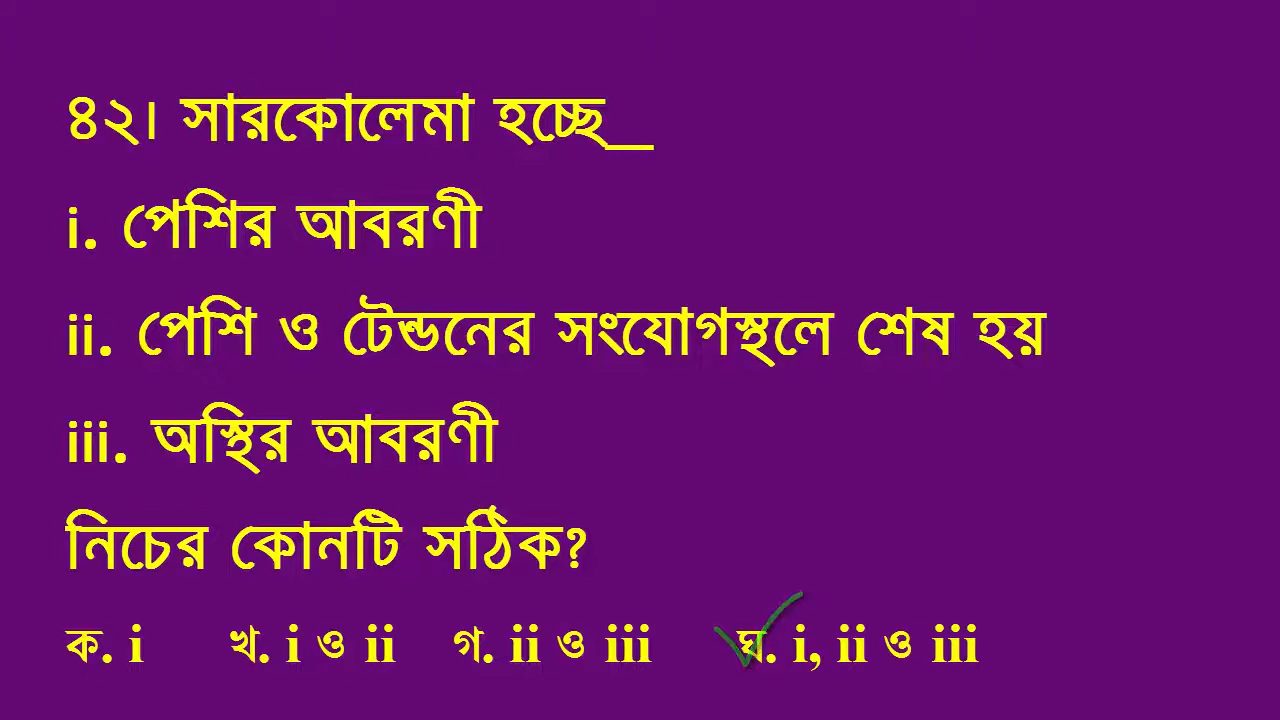 ৪২। সারকোলেমা হচ্ছে__
i. পেশির আবরণী
ii. পেশি ও টেন্ডনের সংযোগস্থলে শেষ হয়
iii. অস্থির আবরণী
নিচের কোনটি সঠিক?
ক. i খ. i ও ii গ. ii ও iii ঘ. i, ii ও iii